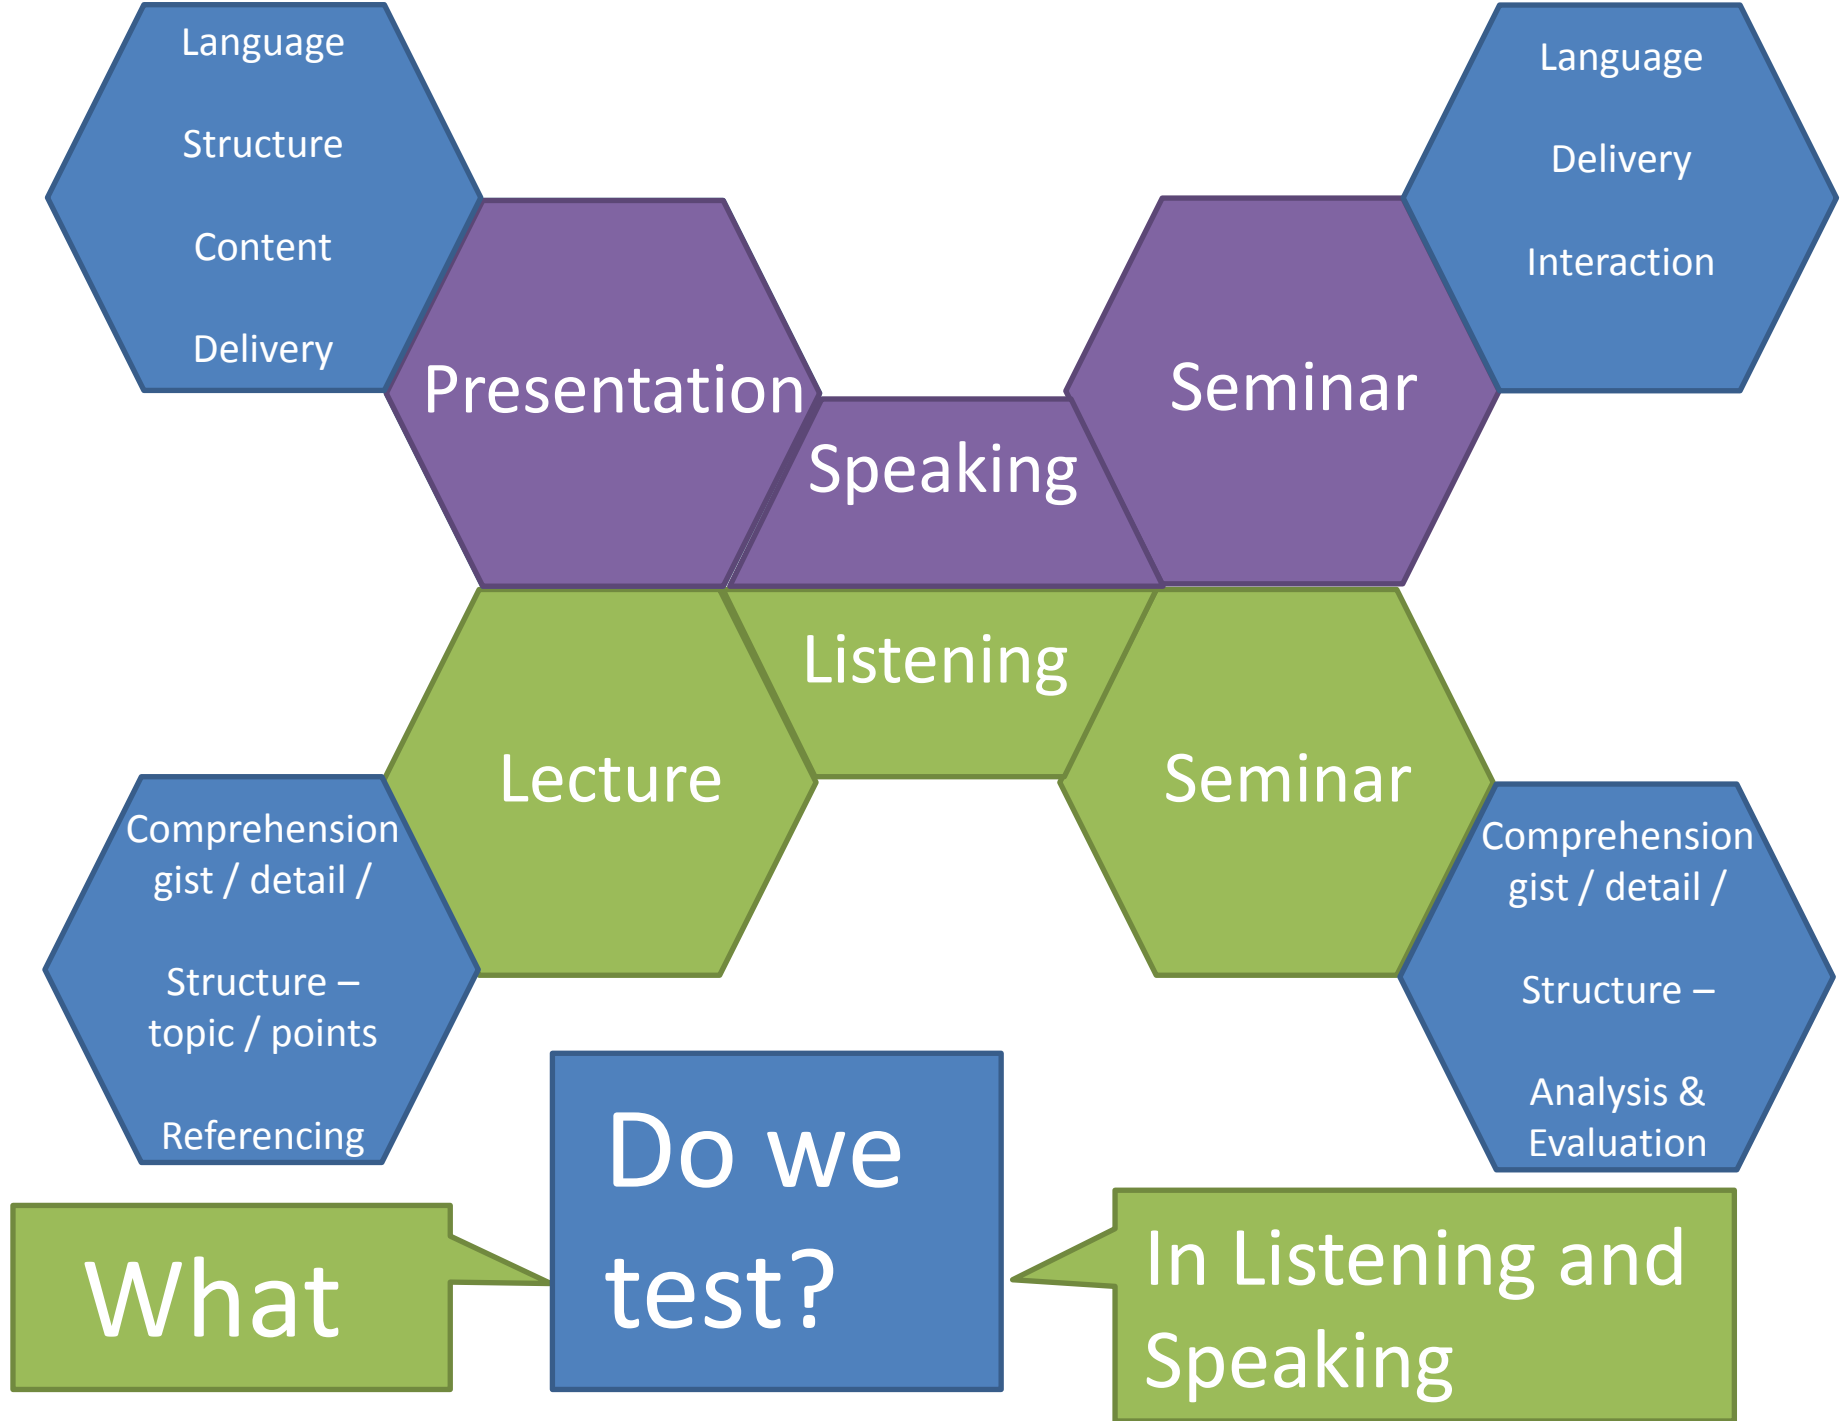 Language
Structure
Content
Delivery
Language
Delivery
Interaction
Presentation
Seminar
Speaking
Listening
Lecture
Seminar
Comprehension
gist / detail /
Structure –
topic / points
Referencing
Comprehension
gist / detail /
Structure –
Analysis &
Evaluation
What
Do we
test?
In Listening and
Speaking